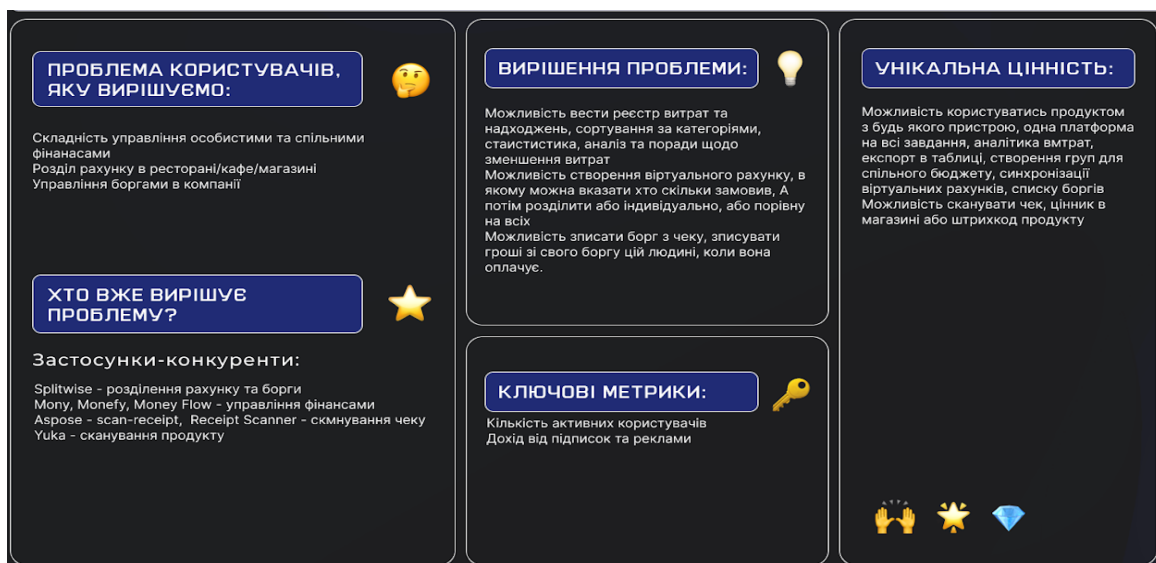 ПРОБЛЕМА КОРИСТУВАЧІВ,
ЯКУ ВИРІШУЄМО:
Складність управління особистими та спільними
фінанасами
Розділ рахунку в ресторані/кафе/магазині
Управління боргами в компанії
ХТО ВЖЕ ВИРІШУЄ
ПРОБЛЕМУ?
Застосунки-конкуренти:
Splitwise - розділення рахунку та борги
Mony, Monefy, Money Flow - управління фінансами
Aspose - scan-receipt, Receipt Scanner - скмнування чеку
Yuka - сканування продукту
ВИРІШЕННЯ ПРОБЛЕМИ:
Можливість вести реєстр витрат та
надходжень, сортування за категоріями,
стаистистика, аналіз та поради щодо
зменшення витрат
Можливість створення віртуального рахунку, в
якому можна вказати хто скільки замовив, А
потім розділити або індивідуально, або порівну
на всіх
Можливість зписати борг з чеку, зписувати
гроші зі свого боргу цій людині, коли вона
оплачує.
КЛЮЧОВІ МЕТРИКИ:
Кількість активних користувачів
Дохід від підписок та реклами
УНІКАЛЬНА ЦІННІСТЬ:
Можливість користуватись продуктом
з будь якого пристрою, одна платформа
на всі завдання, аналітика вмтрат,
експорт в таблиці, створення груп для
спільного бюджету, синхронізації
віртуальних рахунків, списку боргів
Можливість сканувати чек, цінник в
магазині або штрихкод продукту